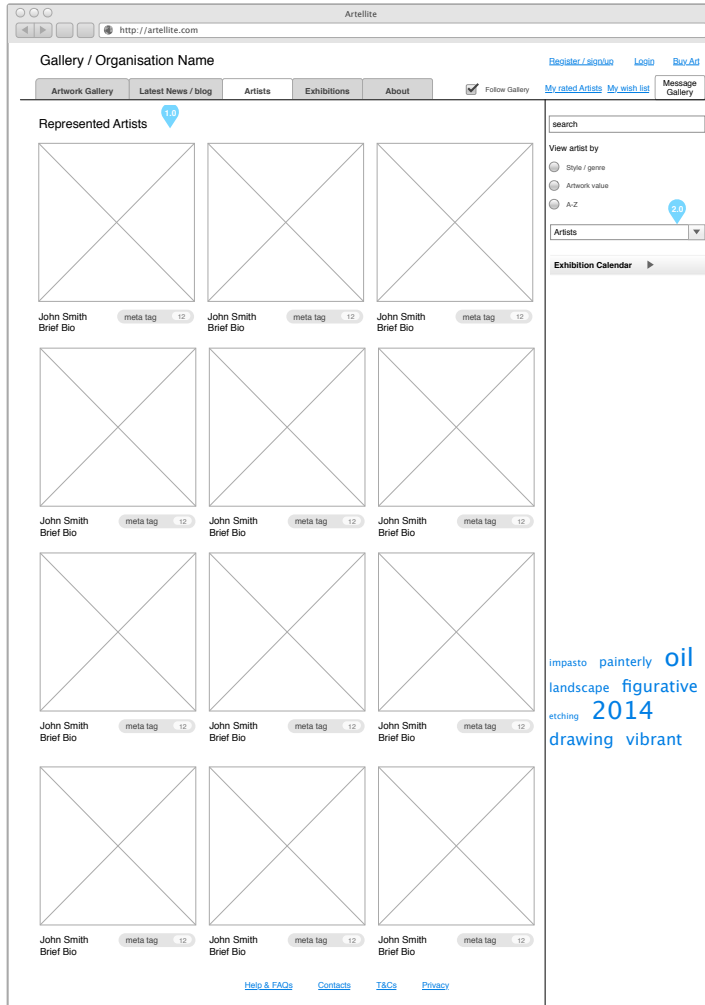 Artellite
http://artellite.com
Gallery / Organisation Name
Register / sign/up Login Buy Art
Artwork Gallery Latest News / blog Artists Exhibitions About Follow Gallery My rated Artists My wish list Message Gallery
Represented Artists 1.0
search
View artist by
Style / genre
Artwork value
A-Z
2.0
Artists
Exhibition Calendar
John Smith meta tag 12 John Smith meta tag 12 John Smith meta tag 12
Brief Bio Brief Bio Brief Bio
John Smith meta tag 12 John Smith meta tag 12 John Smith meta tag 12
Brief Bio Brief Bio Brief Bio
impasto painterly oil
landscape figurative
etching 2014
drawing vibrant
John Smith meta tag 12 John Smith meta tag 12 John Smith meta tag 12
Brief Bio Brief Bio Brief Bio
John Smith meta tag 12 John Smith meta tag 12 John Smith meta tag 12
Brief Bio Brief Bio Brief Bio
Help & FAQs Contacts T&Cs Privacy